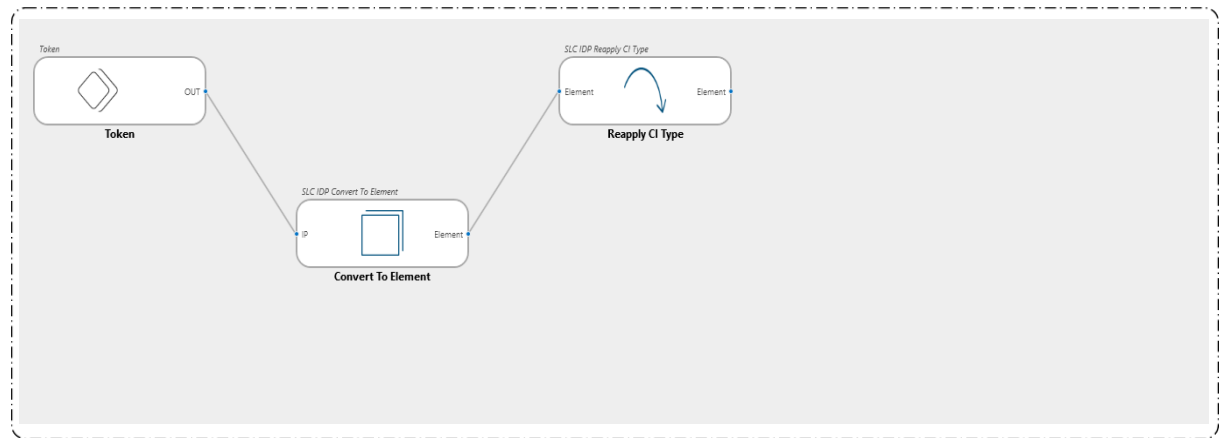 Token
OUT
Token
SLC IDP Reapply CI Type
Element
Element
Reapply CI Type
SLC IDP Convert To Element
IP
Element
Convert To Element